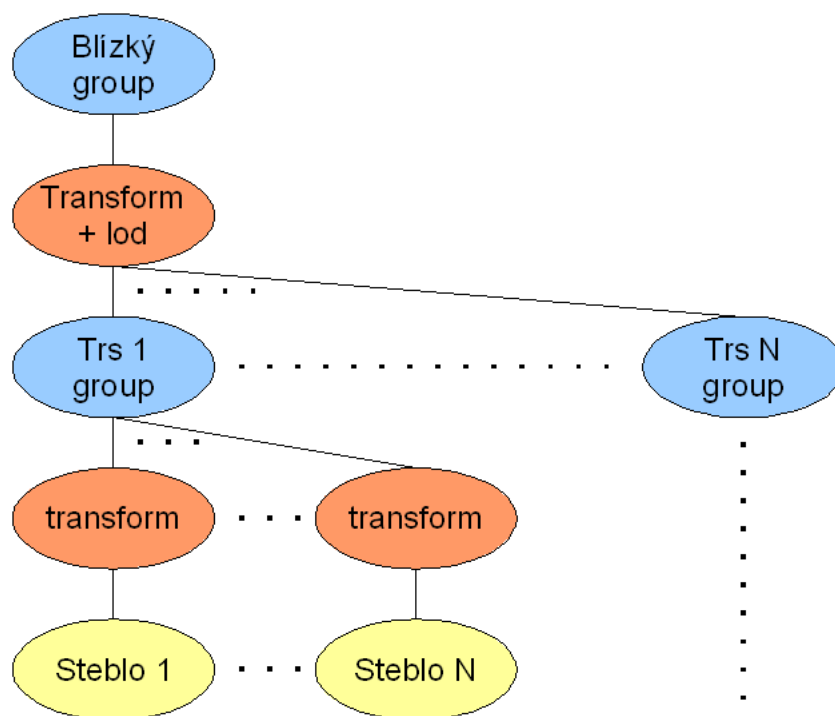 Blízký
group
Transform
+ lod
Trs 1
group
Trs N
group
transform
transform
Steblo 1
Steblo N